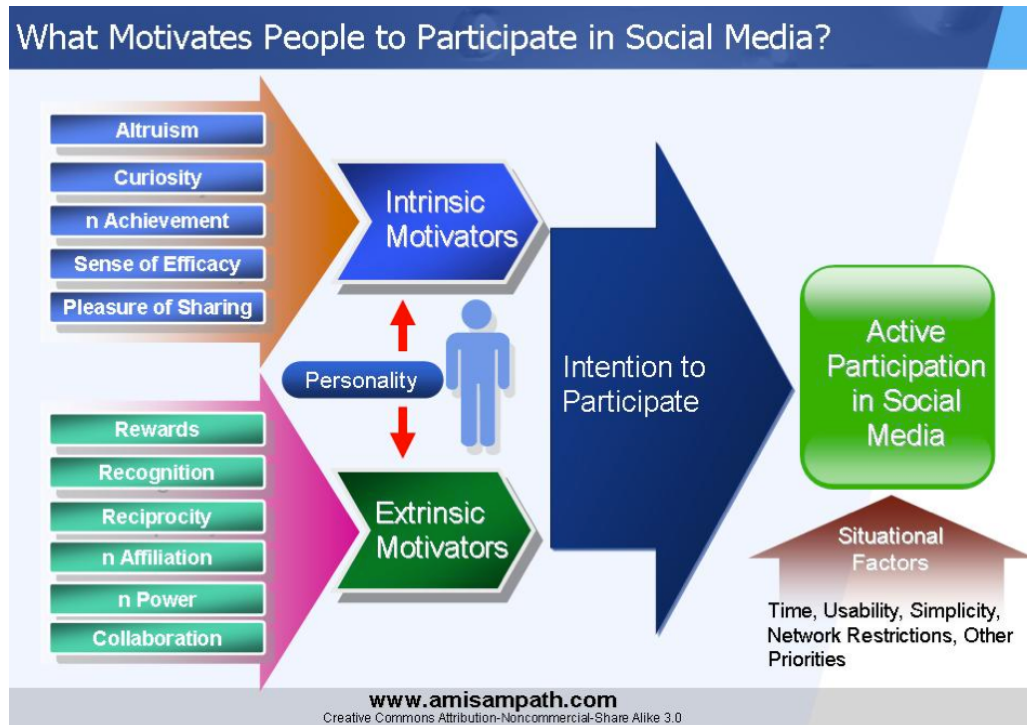 What Motivates People to Participate in Social Media?
Altruism
Curiosity
n Achievement
Sense of Efficacy
Pleasure of Sharing
Intrinsic
Motivators
Personality
Rewards
Recognition
Reciprocity
n Affiliation
n Power
Collaboration
Extrinsic
Motivators
Intention to
Participate
Active
Participation
in Social
Media
Situational
Factors
Time, Usability, Simplicity,
Network Restrictions, Other
Priorities
www.amisampath.com
Creative Commons Attribution-Noncommercial-Share Alike 3.0